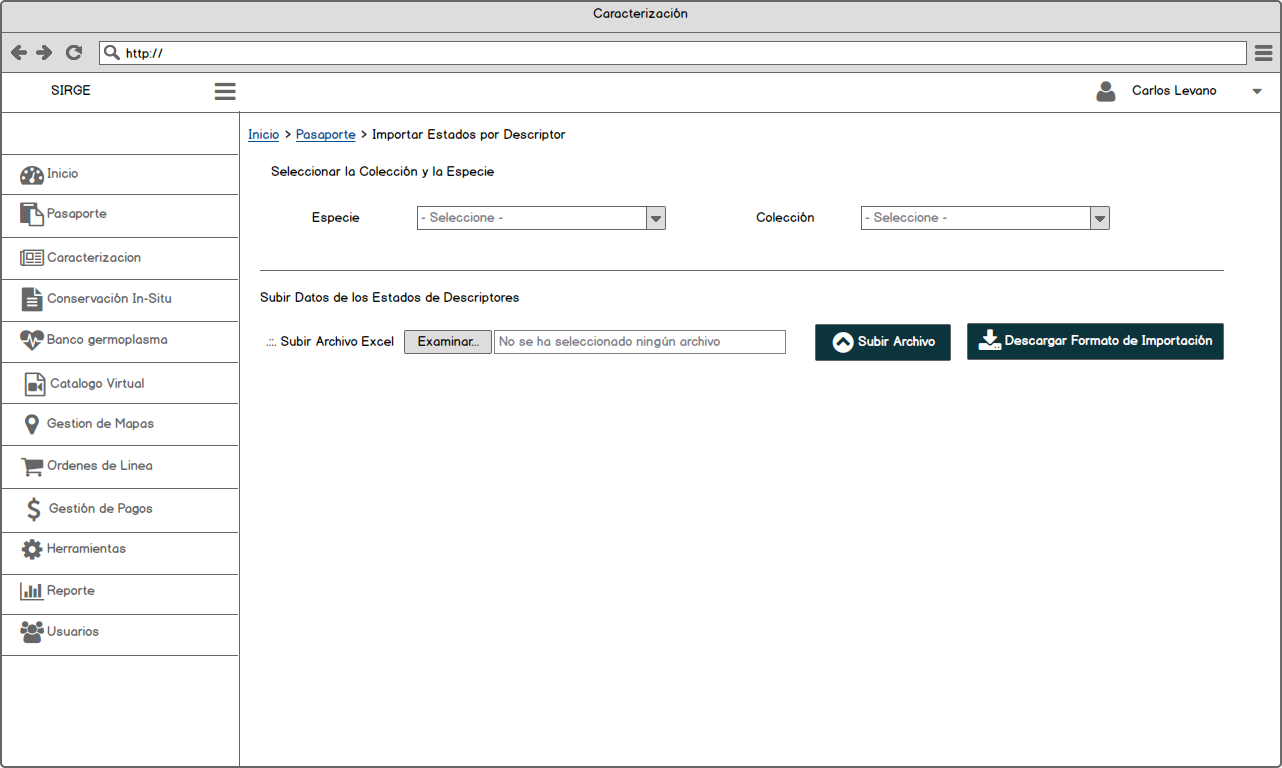 Caracterización
http://
SIRGE
Carlos Levano
Inicio > Pasaporte > Importar Estados por Descriptor
Seleccionar la Colección y la Especie
Especie
- Seleccione -
Colección
- Seleccione -
Subir Datos de los Estados de Descriptores
.::. Subir Archivo Excel
Examinar...
No se ha seleccionado ningún archivo
Subir Archivo
Descargar Formato de Importación
Inicio
Pasaporte
Caracterizacion
Conservación In-Situ
Banco germoplasma
Catalogo Virtual
Gestion de Mapas
Ordenes de Linea
Gestión de Pagos
Herramientas
Reporte
Usuarios